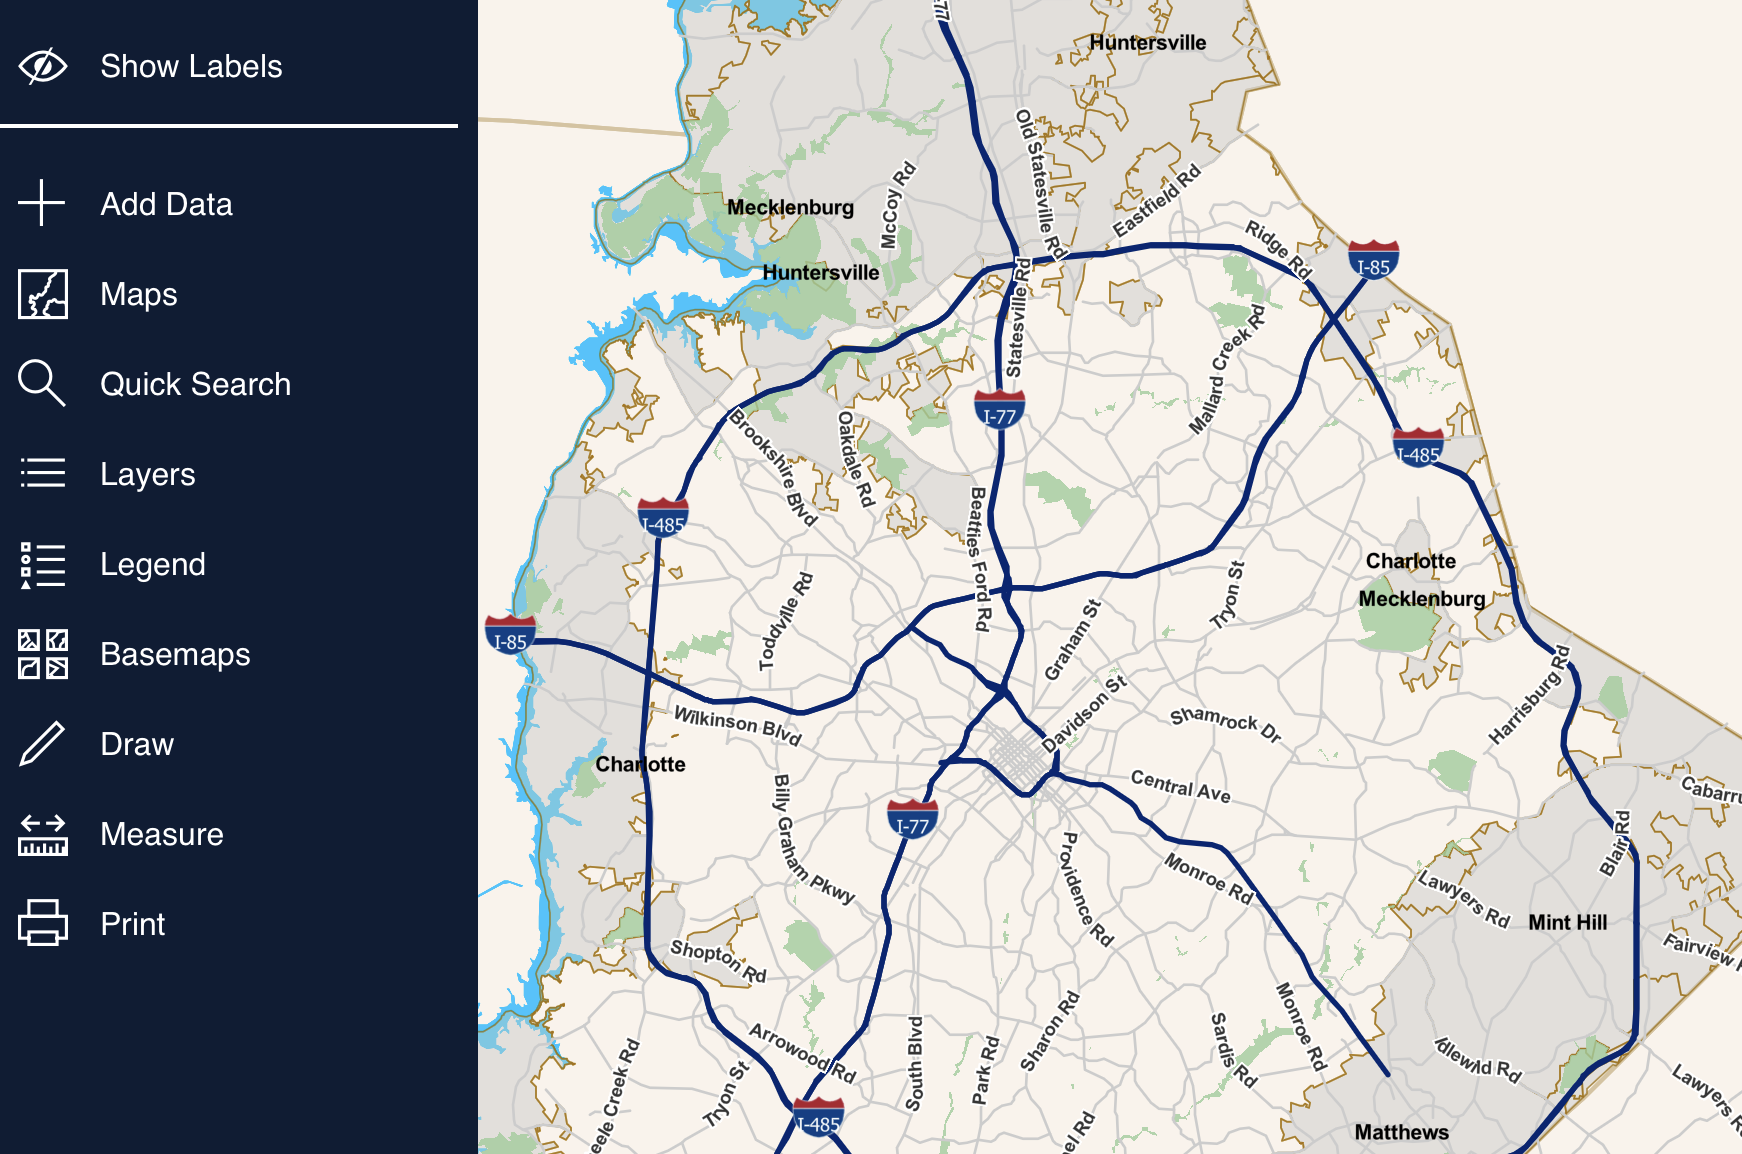 Show Labels
Add Data
Maps
Quick Search
Layers
Legend
Basemaps
Draw
Measure
Print
-77
Huntersville
Old Statesville Rd
McCoy Rd
Eastfield Rd
Mecklenburg
Ridge Rd
I-85
Huntersville
Statesville Rd
Mallard Creek Rd
I-77
Brookshire Blvd
Oakdale Rd
I-485
I-485
Beatties Ford Rd
Charlotte
Mecklenburg
Toddville Rd
Graham St
Tryon St
I-85
Harrisburg Rd
Wilkinson Blvd
Davidson St
Shamrock Dr
Charlotte
Central Ave
Cabarru
Billy Graham Pkwy
I-77
Providence Rd
Monroe Rd
Blair Rd
Lawyers Rd
Mint Hill
Fairview
Shopton Rd
Arrowood Rd
South Blvd
Park Rd
Sharon Rd
Sardis Rd
Monroe Rd
Idlewild Rd
Lawyers R
eele Creek Rd
Tryon St
I-485
el Rd
Matthews